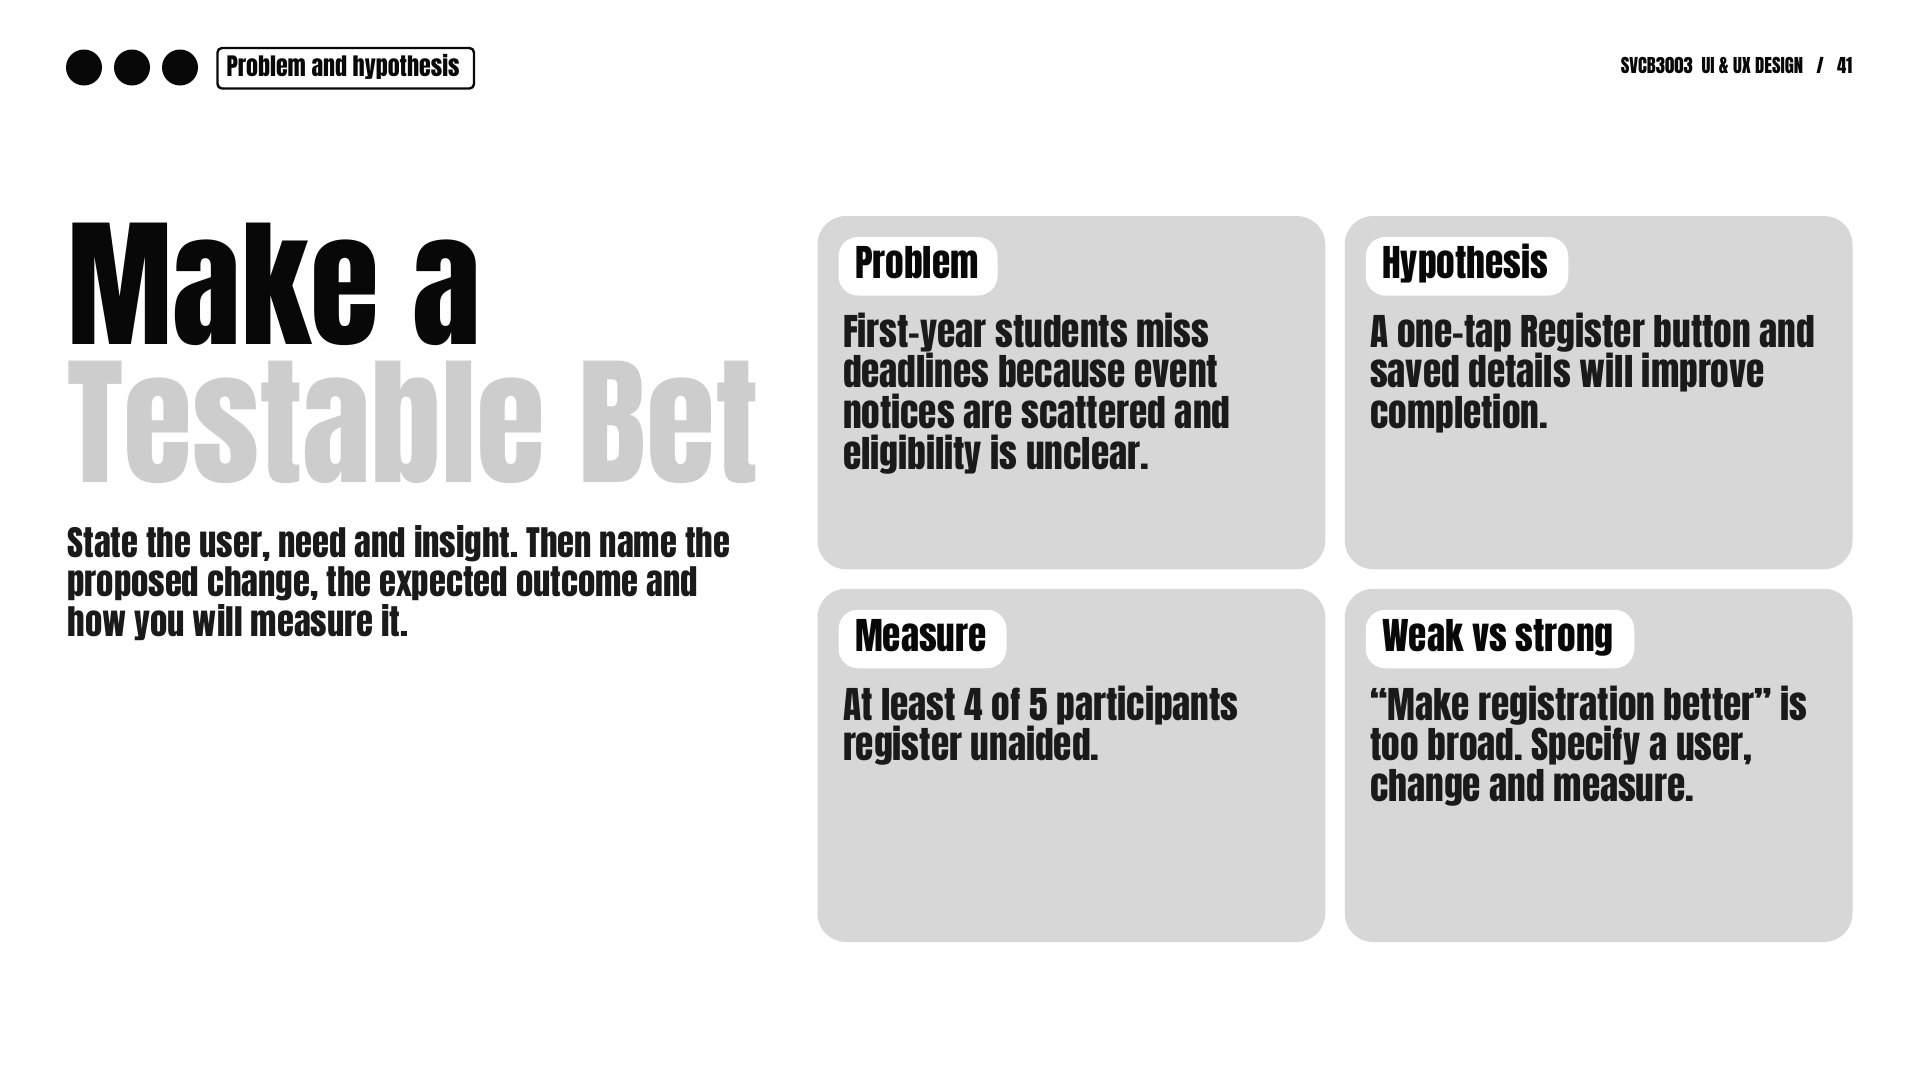 Problem and hypothesis
SVCB3003 UI & UX DESIGN / 41
Make a
Testable Bet
State the user, need and insight. Then name the
proposed change, the expected outcome and
how you will measure it.
Problem
First-year students miss
deadlines because event
notices are scattered and
eligibility is unclear.
Hypothesis
A one-tap Register button and
saved details will improve
completion.
Measure
At least 4 of 5 participants
register unaided.
Weak vs strong
“Make registration better” is
too broad. Specify a user,
change and measure.